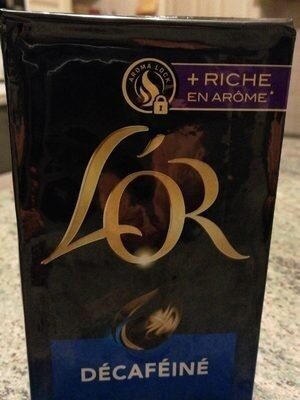 AROMA LOCK
+ RICHE
EN ARÔME*
L'OR
DÉCAFÉINÉ